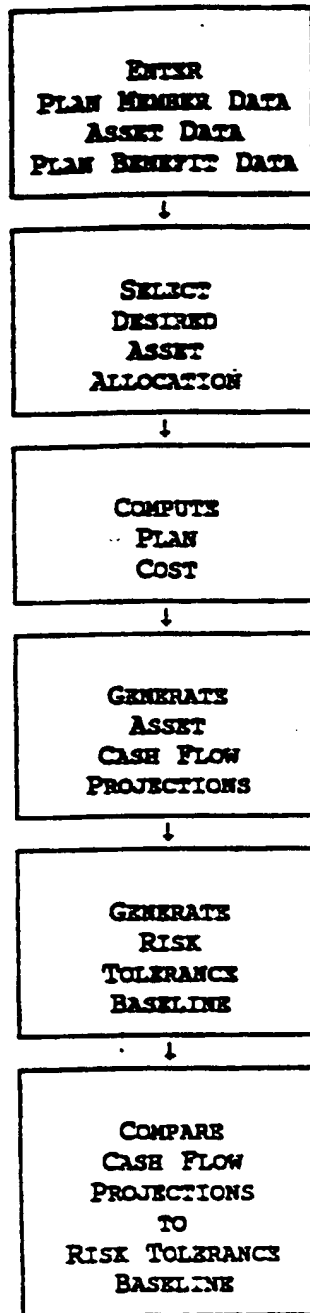 ENTER
PLAN MEMBER DATA
ASSET DATA
PLAN BENEFIT DATA
↓
SELECT
DESIRED
ASSET
ALLOCATION
↓
COMPUTE
PLAN
COST
↓
GENERATE
ASSET
CASH FLOW
PROJECTIONS
↓
GENERATE
RISK
TOLERANCE
BASELINE
↓
COMPARE
CASH FLOW
PROJECTIONS
TO
RISK TOLERANCE
BASELINE